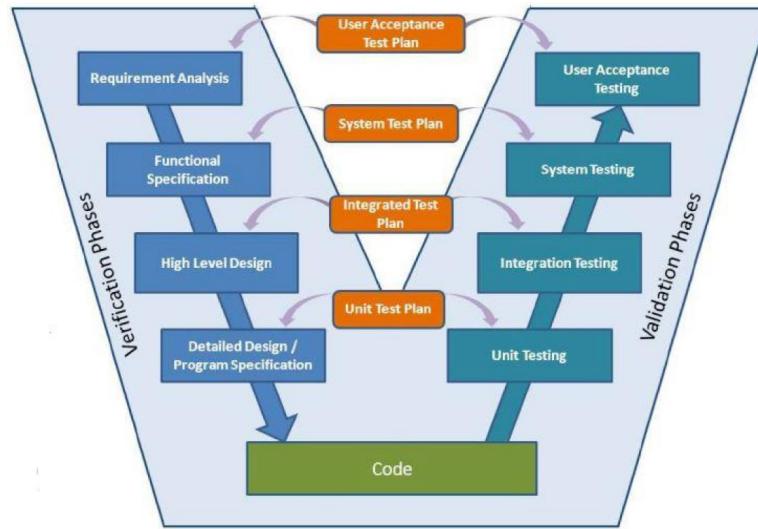 User Acceptance
Test Plan
Requirement Analysis
User Acceptance
Testing
System Test Plan
Functional
Specification
System Testing
Integrated Test
Plan
High Level Design
Integration Testing
Unit Test Plan
Detailed Design /
Program Specification
Unit Testing
Code
Verification Phases
Validation Phases